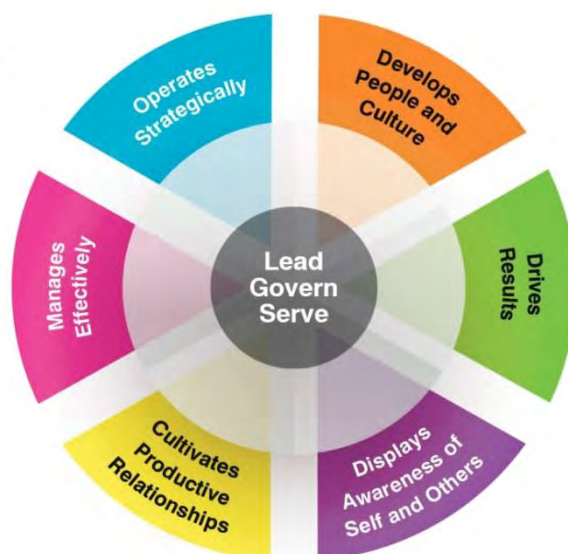 Operates
Strategically
Develops
People and
Culture
Manages
Effectively
Lead
Govern
Serve
Drives
Results
Cultivates
Productive
Relationships
Displays
Awareness of
Self and Others